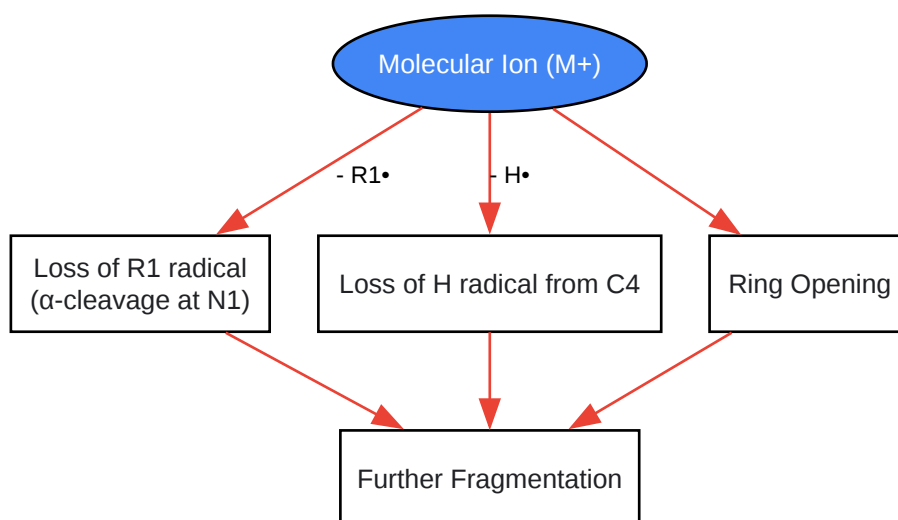 Molecular Ion (M+)
- R1•
- H•
Loss of R1 radical
(α-cleavage at N1)
Loss of H radical from C4
Ring Opening
Further Fragmentation